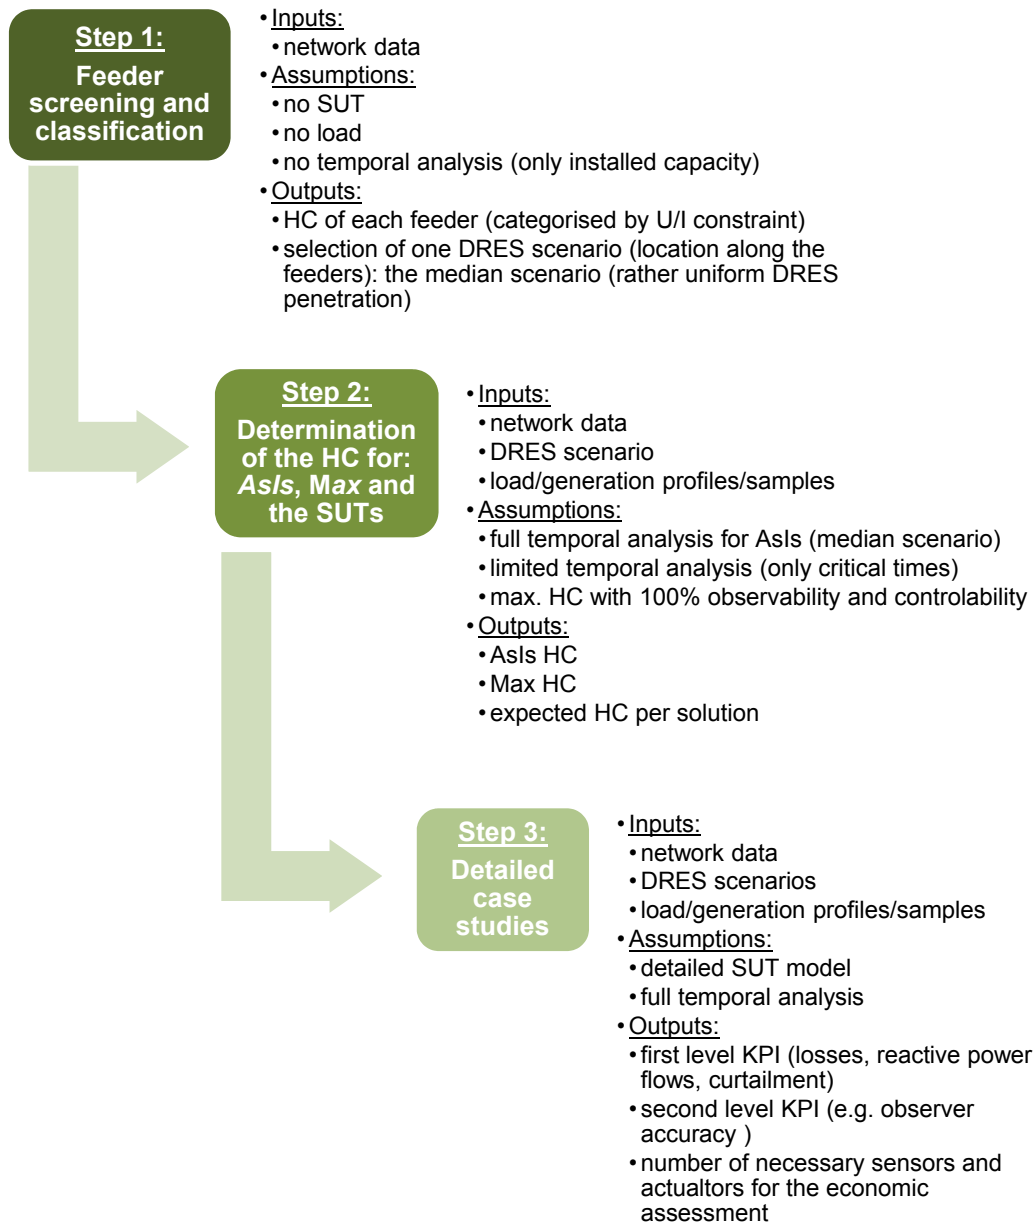 Step 1:
Feeder
screening and
classification
• Inputs:
• network data
• Assumptions:
• no SUT
• no load
• no temporal analysis (only installed capacity)
• Outputs:
• HC of each feeder (categorised by U/I constraint)
• selection of one DRES scenario (location along the
feeders): the median scenario (rather uniform DRES
penetration)
Step 2:
Determination
of the HC for:
AsIs, Max and
the SUTs
• Inputs:
• network data
• DRES scenario
• load/generation profiles/samples
• Assumptions:
• full temporal analysis for AsIs (median scenario)
• limited temporal analysis (only critical times)
• max. HC with 100% observability and controlability
• Outputs:
• AsIs HC
• Max HC
• expected HC per solution
Step 3:
Detailed
case
studies
• Inputs:
• network data
• DRES scenarios
• load/generation profiles/samples
• Assumptions:
• detailed SUT model
• full temporal analysis
• Outputs:
• first level KPI (losses, reactive power
flows, curtailment)
• second level KPI (e.g. observer
accuracy )
• number of necessary sensors and
actualtors for the economic
assessment